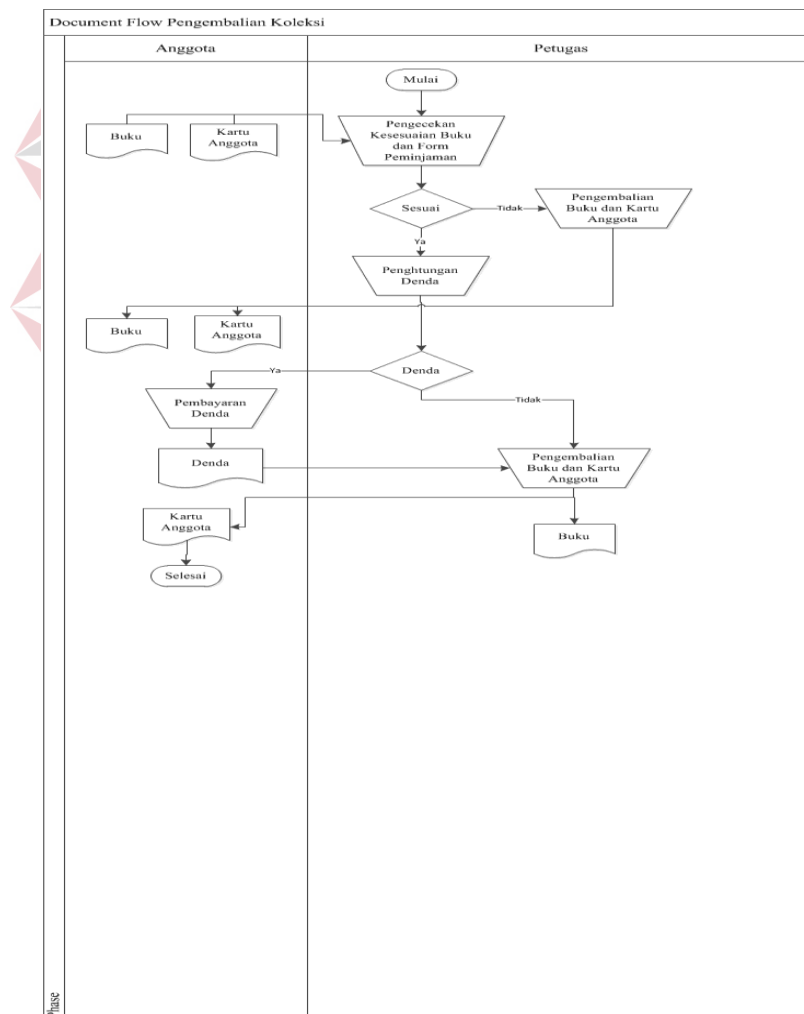 Document Flow Pengembalian Koleksi
Anggota
Petugas
Mulai
Buku
Kartu
Anggota
Pengecekan
Kesesuaian Buku
dan Form
Peminjaman
Sesuai
Tidak
Pengembalian
Buku dan Kartu
Anggota
Ya
Penghtungan
Denda
Buku
Kartu
Anggota
Denda
Ya
Tidak
Pembayaran
Denda
Denda
Pengembalian
Buku dan Kartu
Anggota
Kartu
Anggota
Buku
Selesai
Phase